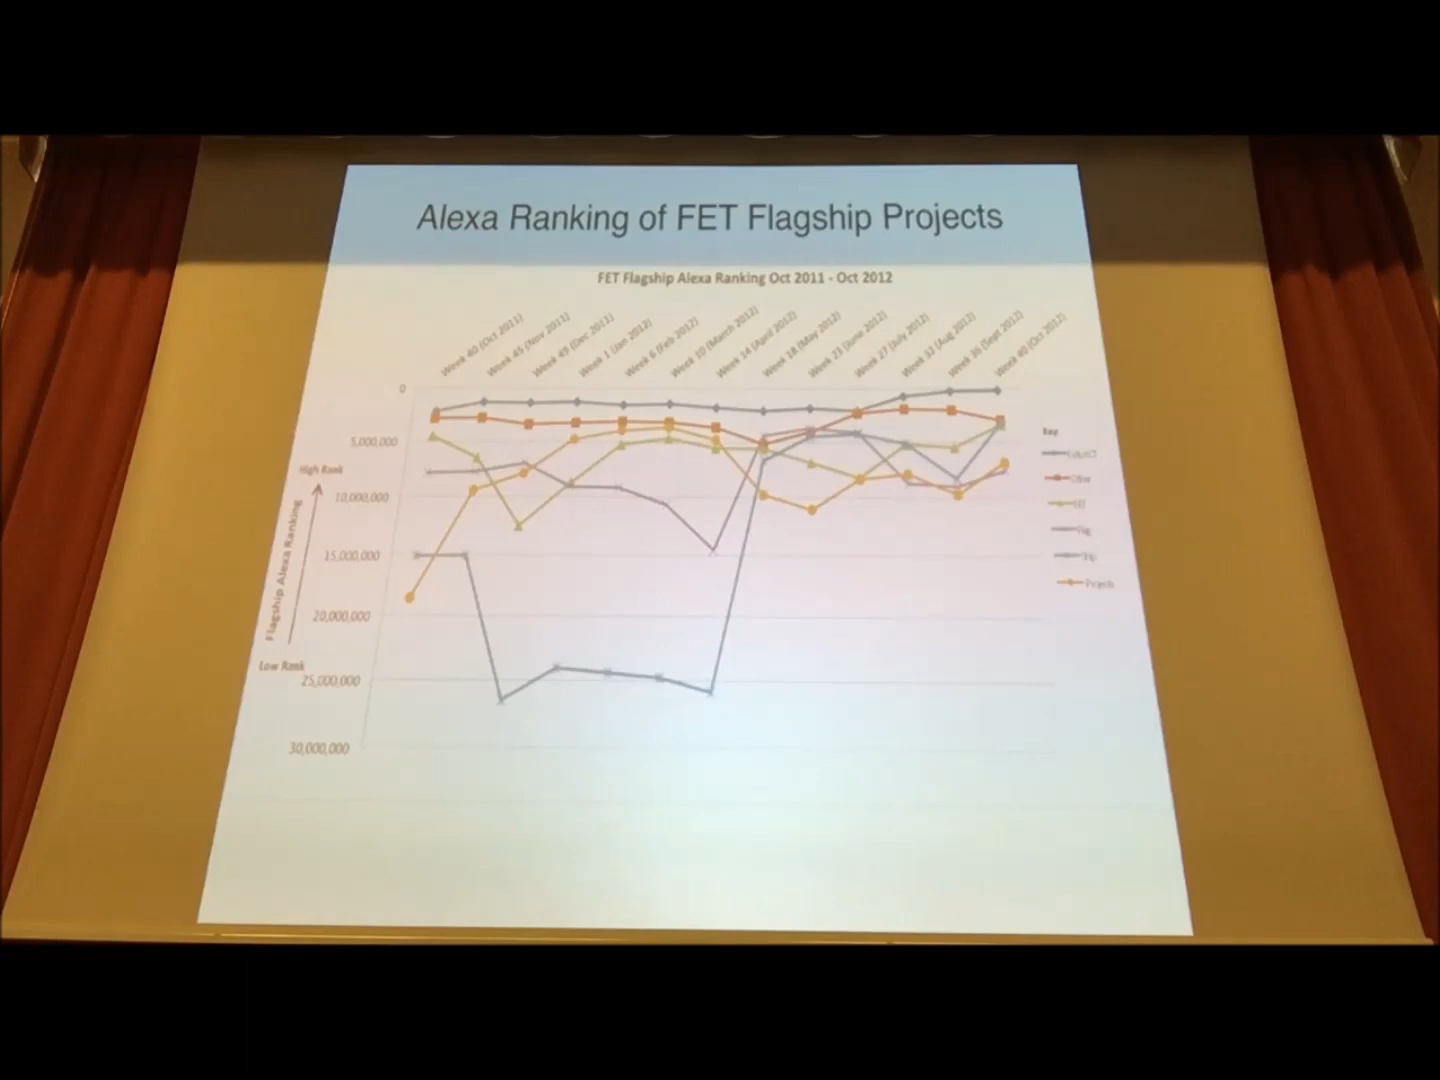 Alexa Ranking of FET Flagship Projects
FET Flagship Alexa Ranking Oct 2011 - Oct 2012
Week 40 (Oct 2011)
Week 45 (Nov 2011)
Week 49 (Dec 2011)
Week 1 (Jan 2012)
Week 6 (Feb 2012)
Week 10 (March 2012)
Week 14 (April 2012)
Week 18 (May 2012)
Week 23 (June 2012)
Week 27 (July 2012)
Week 32 (Aug 2012)
Week 36 (Sept 2012)
Week 40 (Oct 2012)
0
5,000,000
10,000,000
15,000,000
20,000,000
25,000,000
30,000,000
High Rank
Flagship Alexa Ranking
Low Rank
Key
Projects